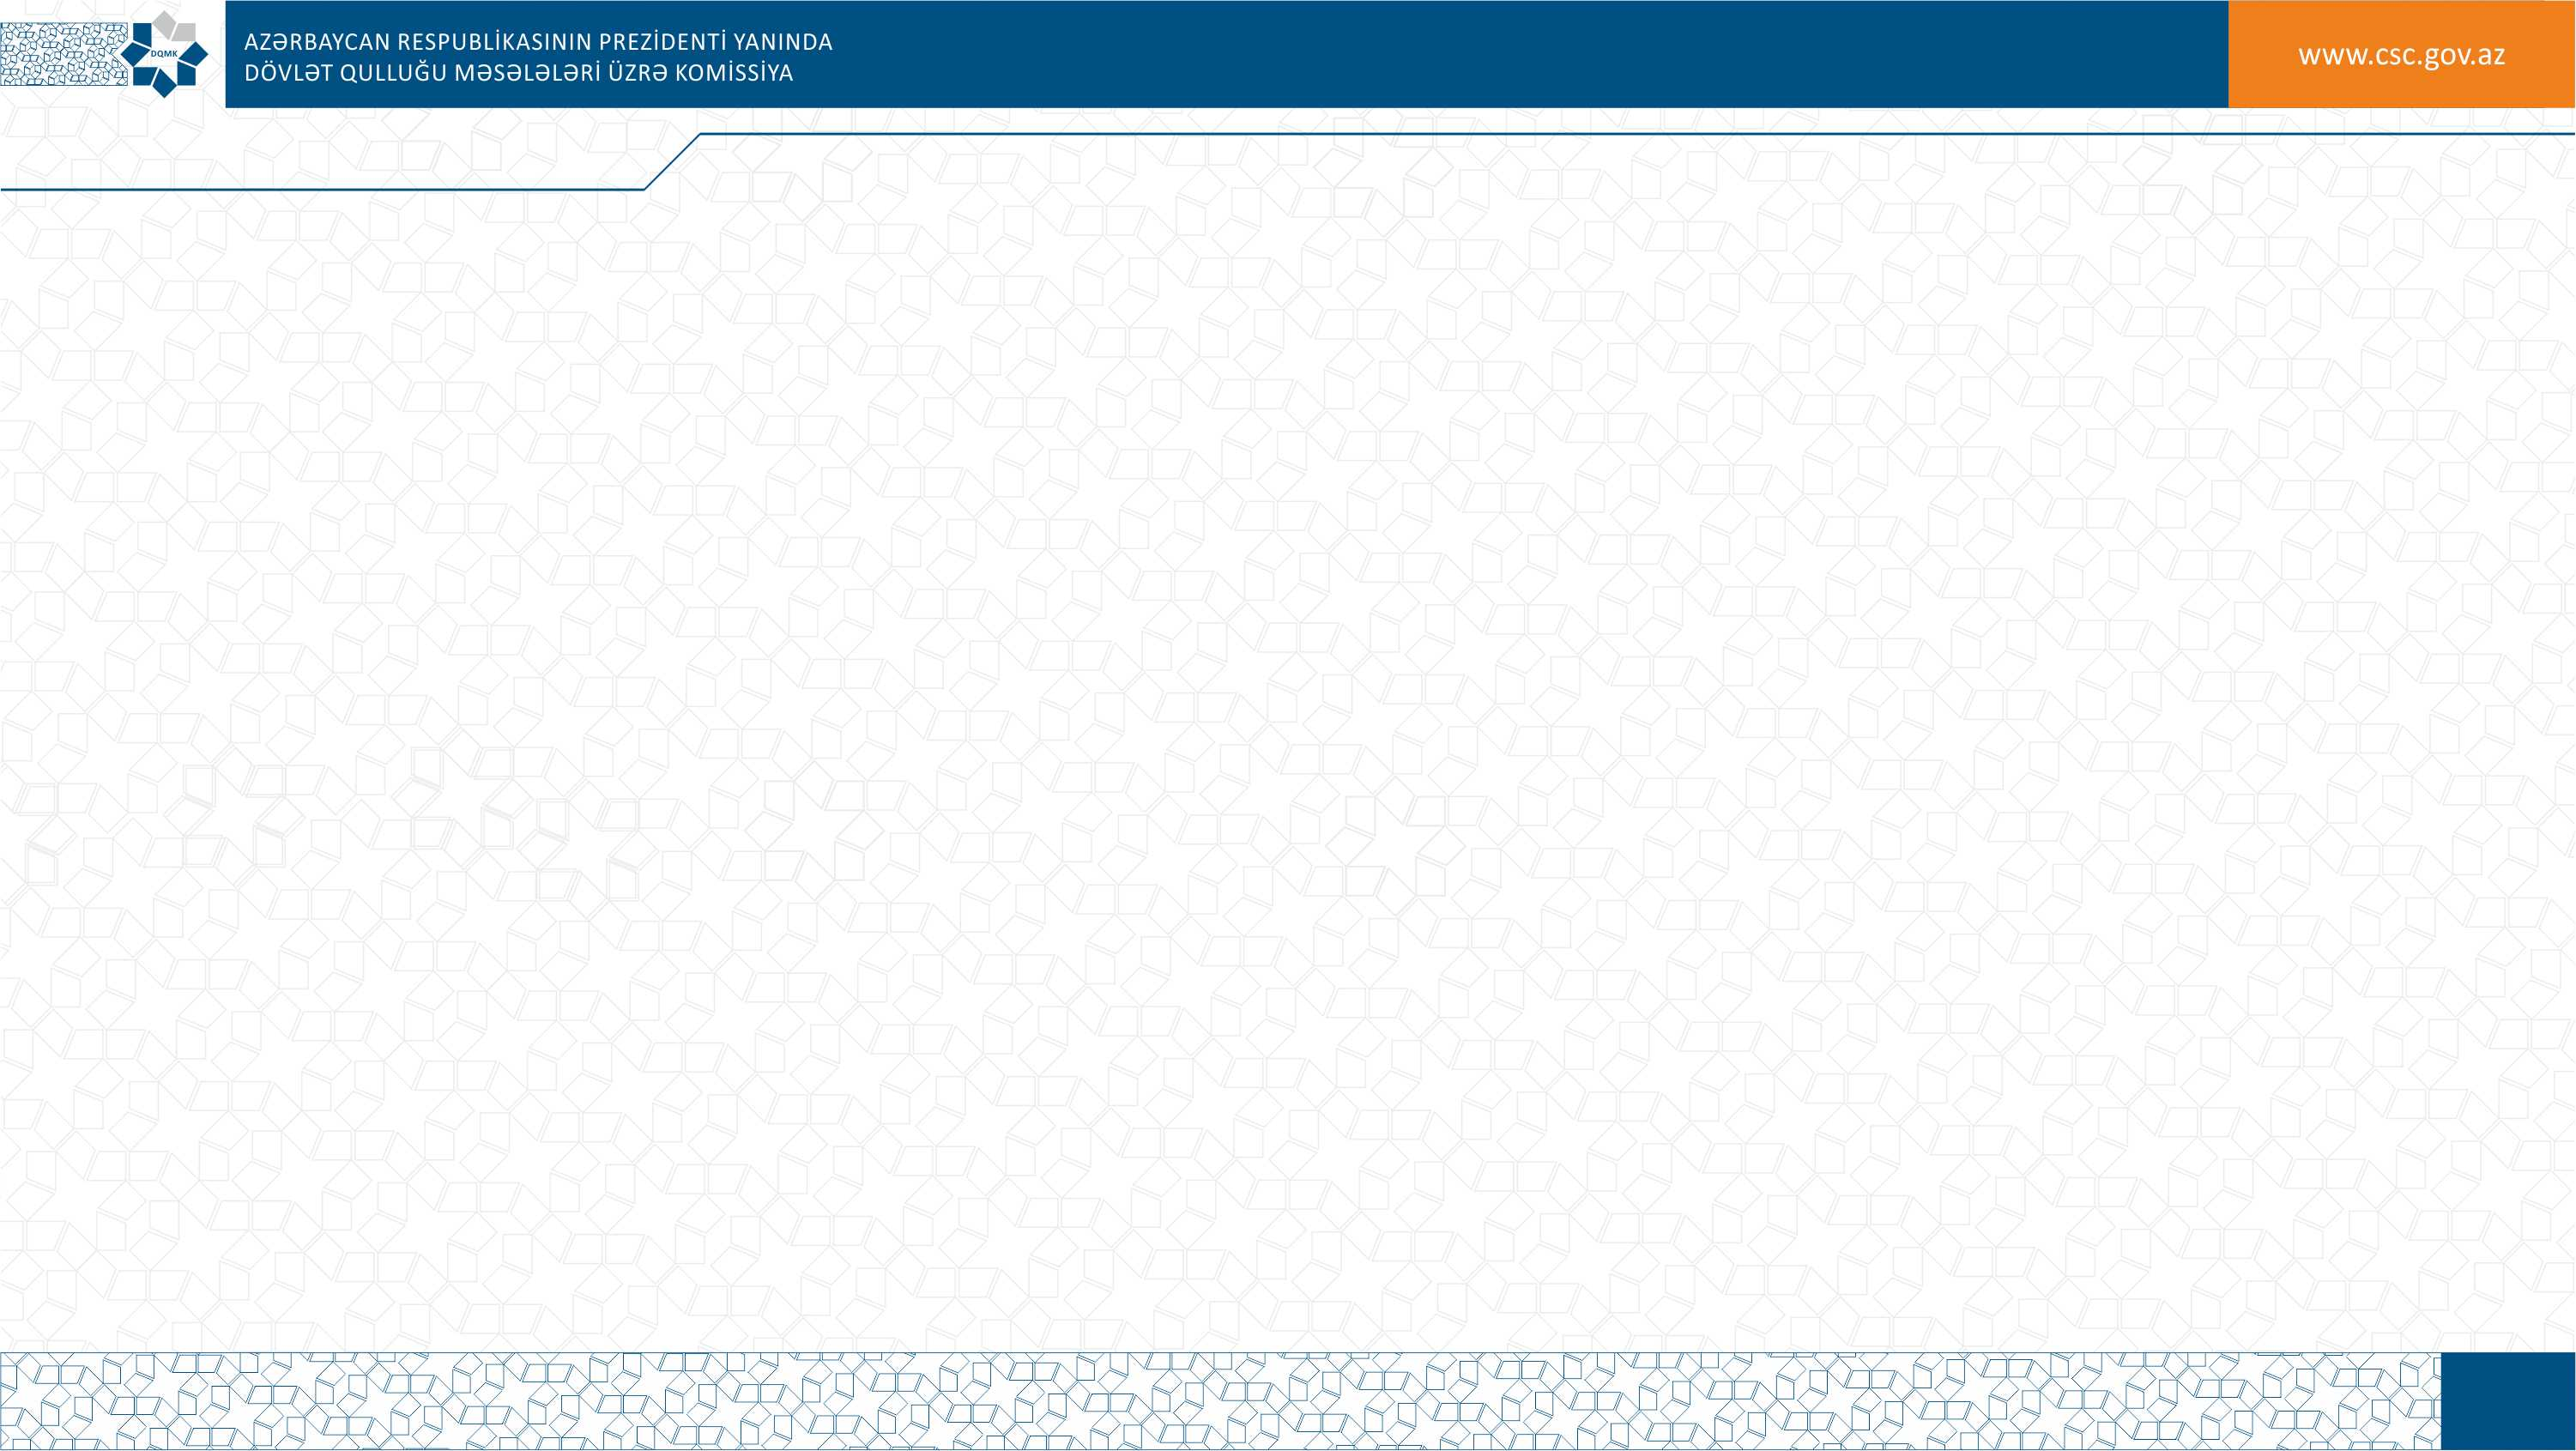 DQMK
AZƏRBAYCAN RESPUBLİKASININ PREZİDENTİ YANINDA
DÖVLƏT QULLUĞU MƏSƏLƏLƏRİ ÜZRƏ KOMİSSİYA
www.csc.gov.az